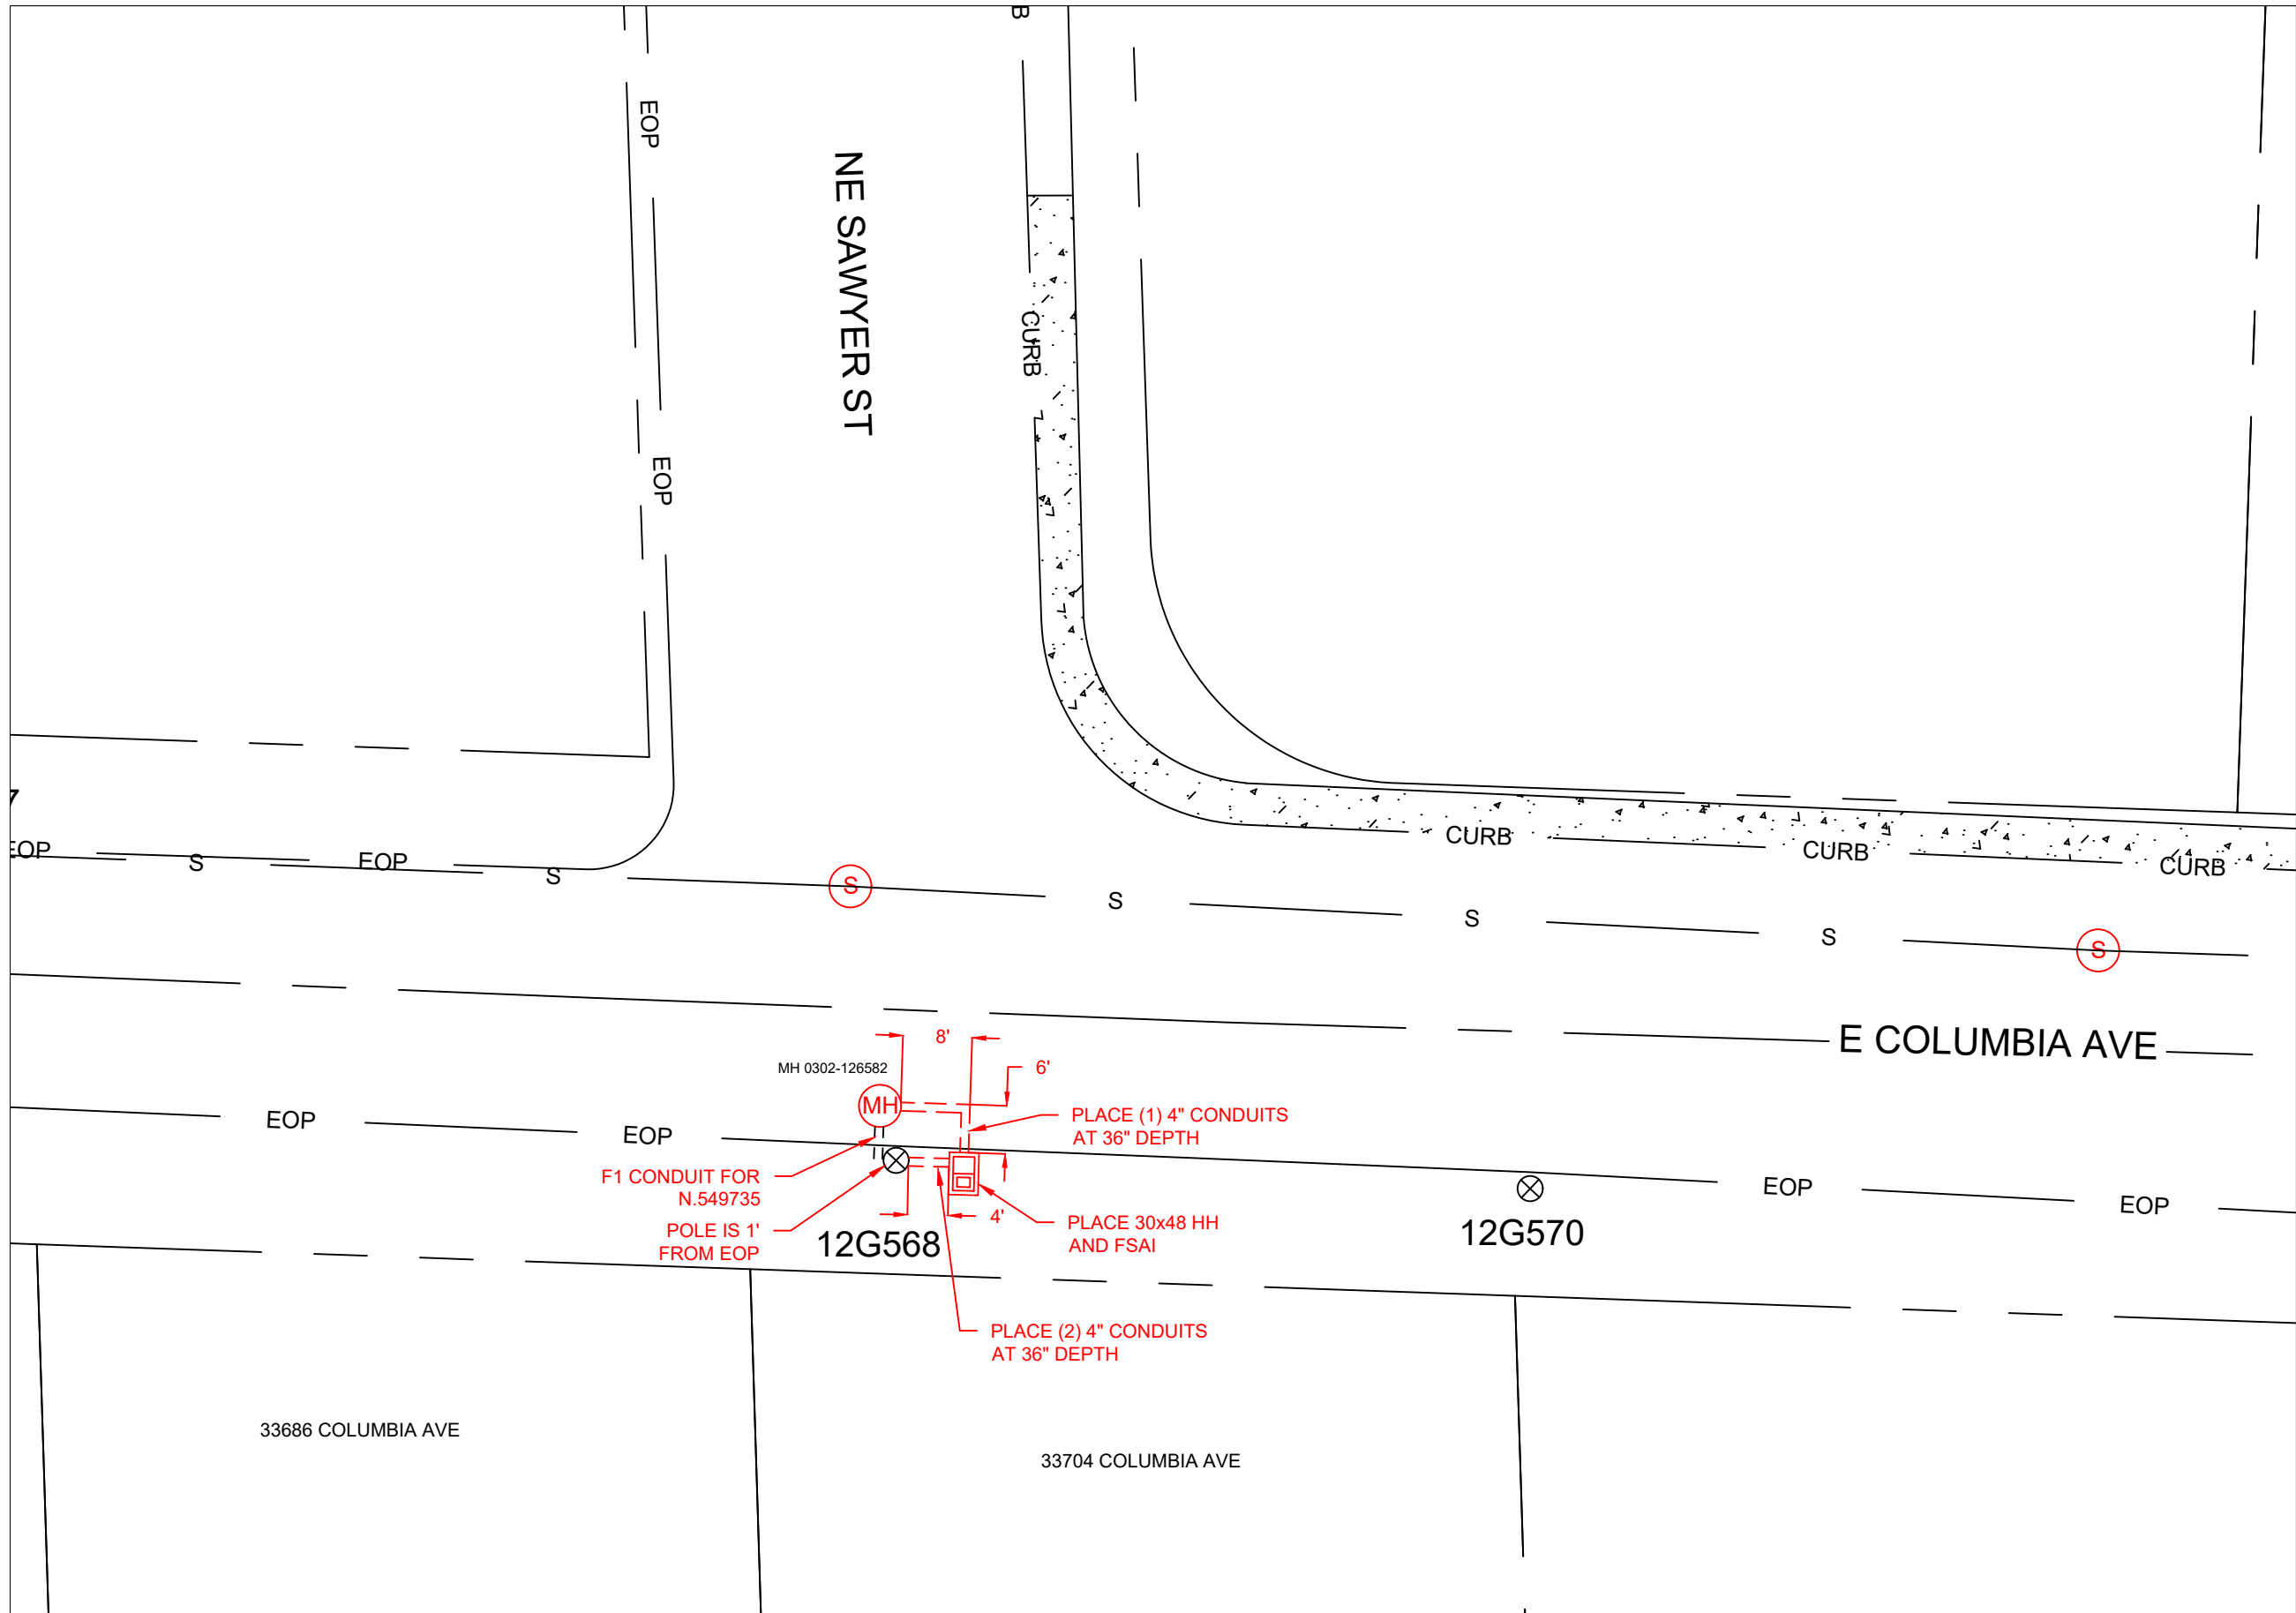 B
EOP
NE SAWYER ST
CURB
EOP
7
EOP
S
EOP
S
S
S
S
S
S
CURB
CURB
CURB
E COLUMBIA AVE
8'
6'
MH 0302-126582
MH
PLACE (1) 4" CONDUITS
AT 36" DEPTH
EOP
EOP
EOP
EOP
F1 CONDUIT FOR
N.549735
POLE IS 1'
FROM EOP
12G568
4'
PLACE 30x48 HH
AND FSAI
12G570
PLACE (2) 4" CONDUITS
AT 36" DEPTH
33686 COLUMBIA AVE
33704 COLUMBIA AVE